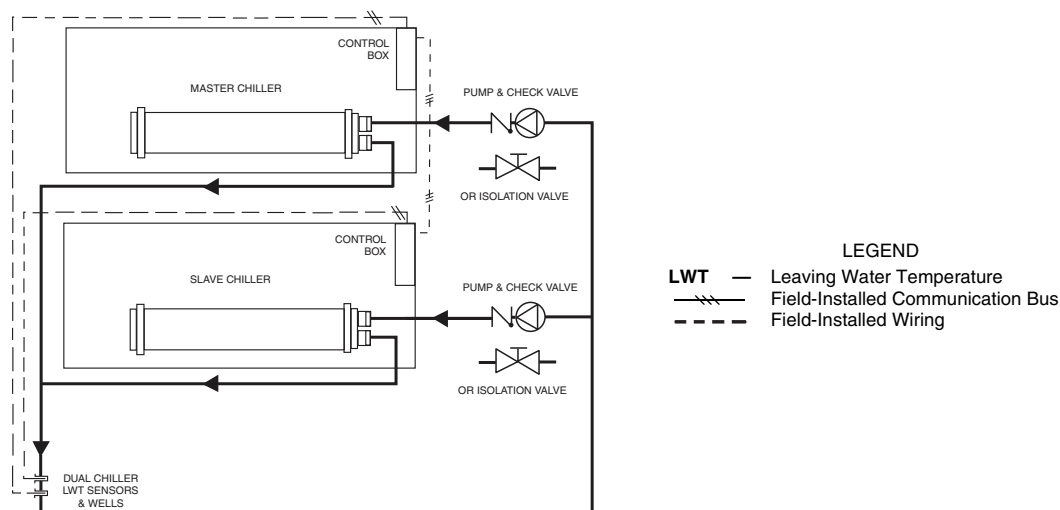 CONTROL
BOX
MASTER CHILLER
PUMP & CHECK VALVE
OR ISOLATION VALVE
CONTROL
BOX
SLAVE CHILLER
PUMP & CHECK VALVE
OR ISOLATION VALVE
DUAL CHILLER
LWT SENSORS
& WELLS
LEGEND
LWT — Leaving Water Temperature
Field-Installed Communication Bus
Field-Installed Wiring